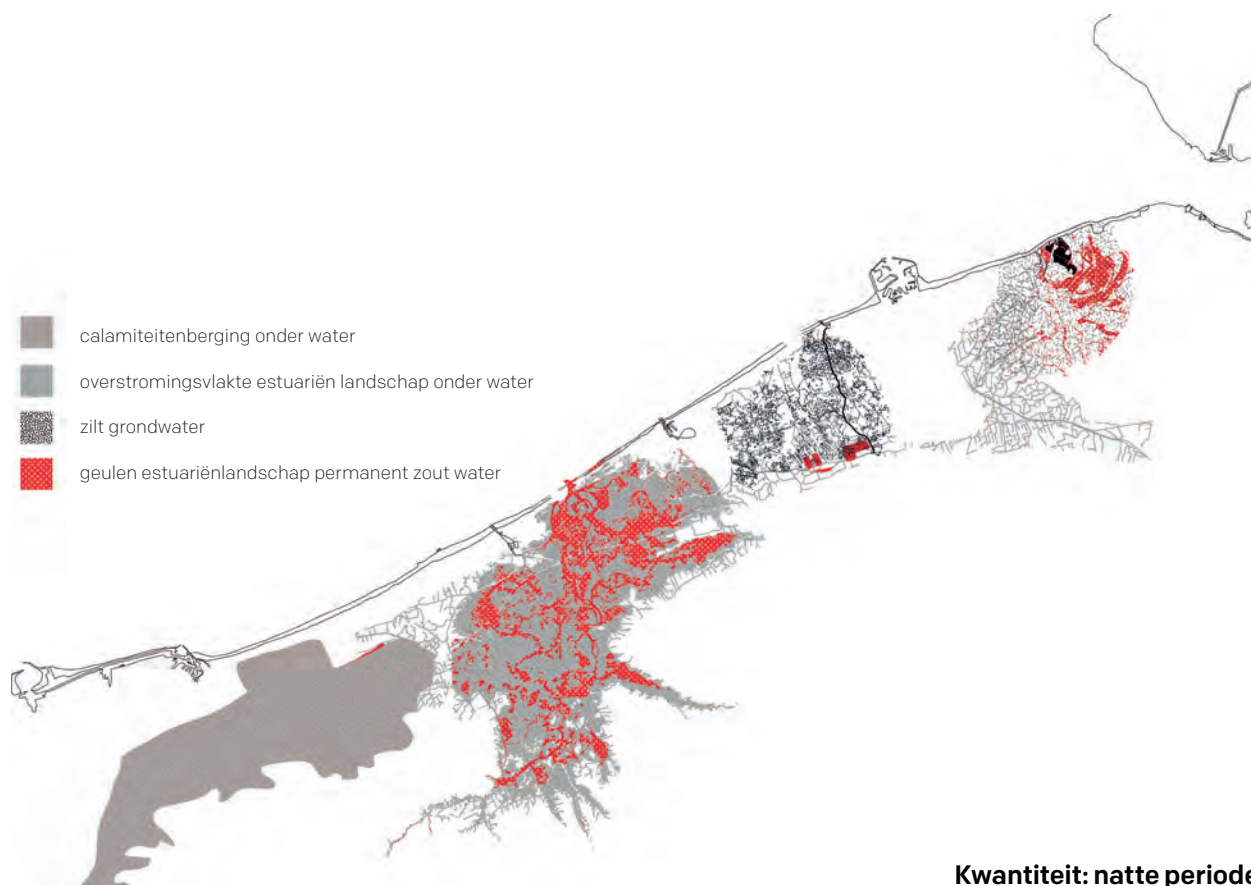 calamiteitenberging onder water
overstromingsvlakte estuariën landschap onder water
zilt grondwater
geulen estuariënlandschap permanent zout water
Kwantiteit: natte periode